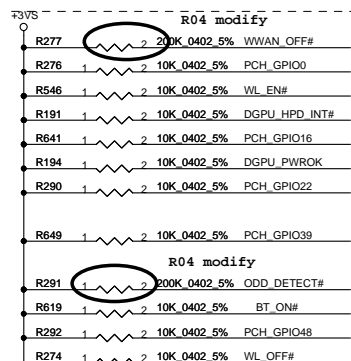 +3VS
R04 modify
R277 2 200K_0402_5% WWAN_OFF#
R276 1 2 10K_0402_5% PCH_GPIO0
R546 1 2 10K_0402_5% WL_EN#
R191 1 2 10K_0402_5% DGPU_HPD_INT#
R641 1 2 10K_0402_5% PCH_GPIO16
R194 1 2 10K_0402_5% DGPU_PWROK
R290 1 2 10K_0402_5% PCH_GPIO22
R649 1 2 10K_0402_5% PCH_GPIO39
R04 modify
R291 1 2 200K_0402_5% ODD_DETECT#
R619 1 2 10K_0402_5% BT_ON#
R292 1 2 10K_0402_5% PCH_GPIO48
R274 1 2 10K_0402_5% WL_OFF#